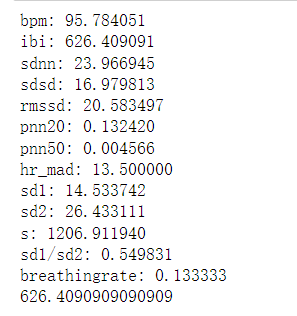 bpm: 95.784051
ibi: 626.409091
sdnn: 23.966945
sdsd: 16.979813
rmssd: 20.583497
pnn20: 0.132420
pnn50: 0.004566
hr_mad: 13.500000
sd1: 14.533742
sd2: 26.433111
s: 1206.911940
sd1/sd2: 0.549831
breathingrate: 0.133333
626.4090909090909